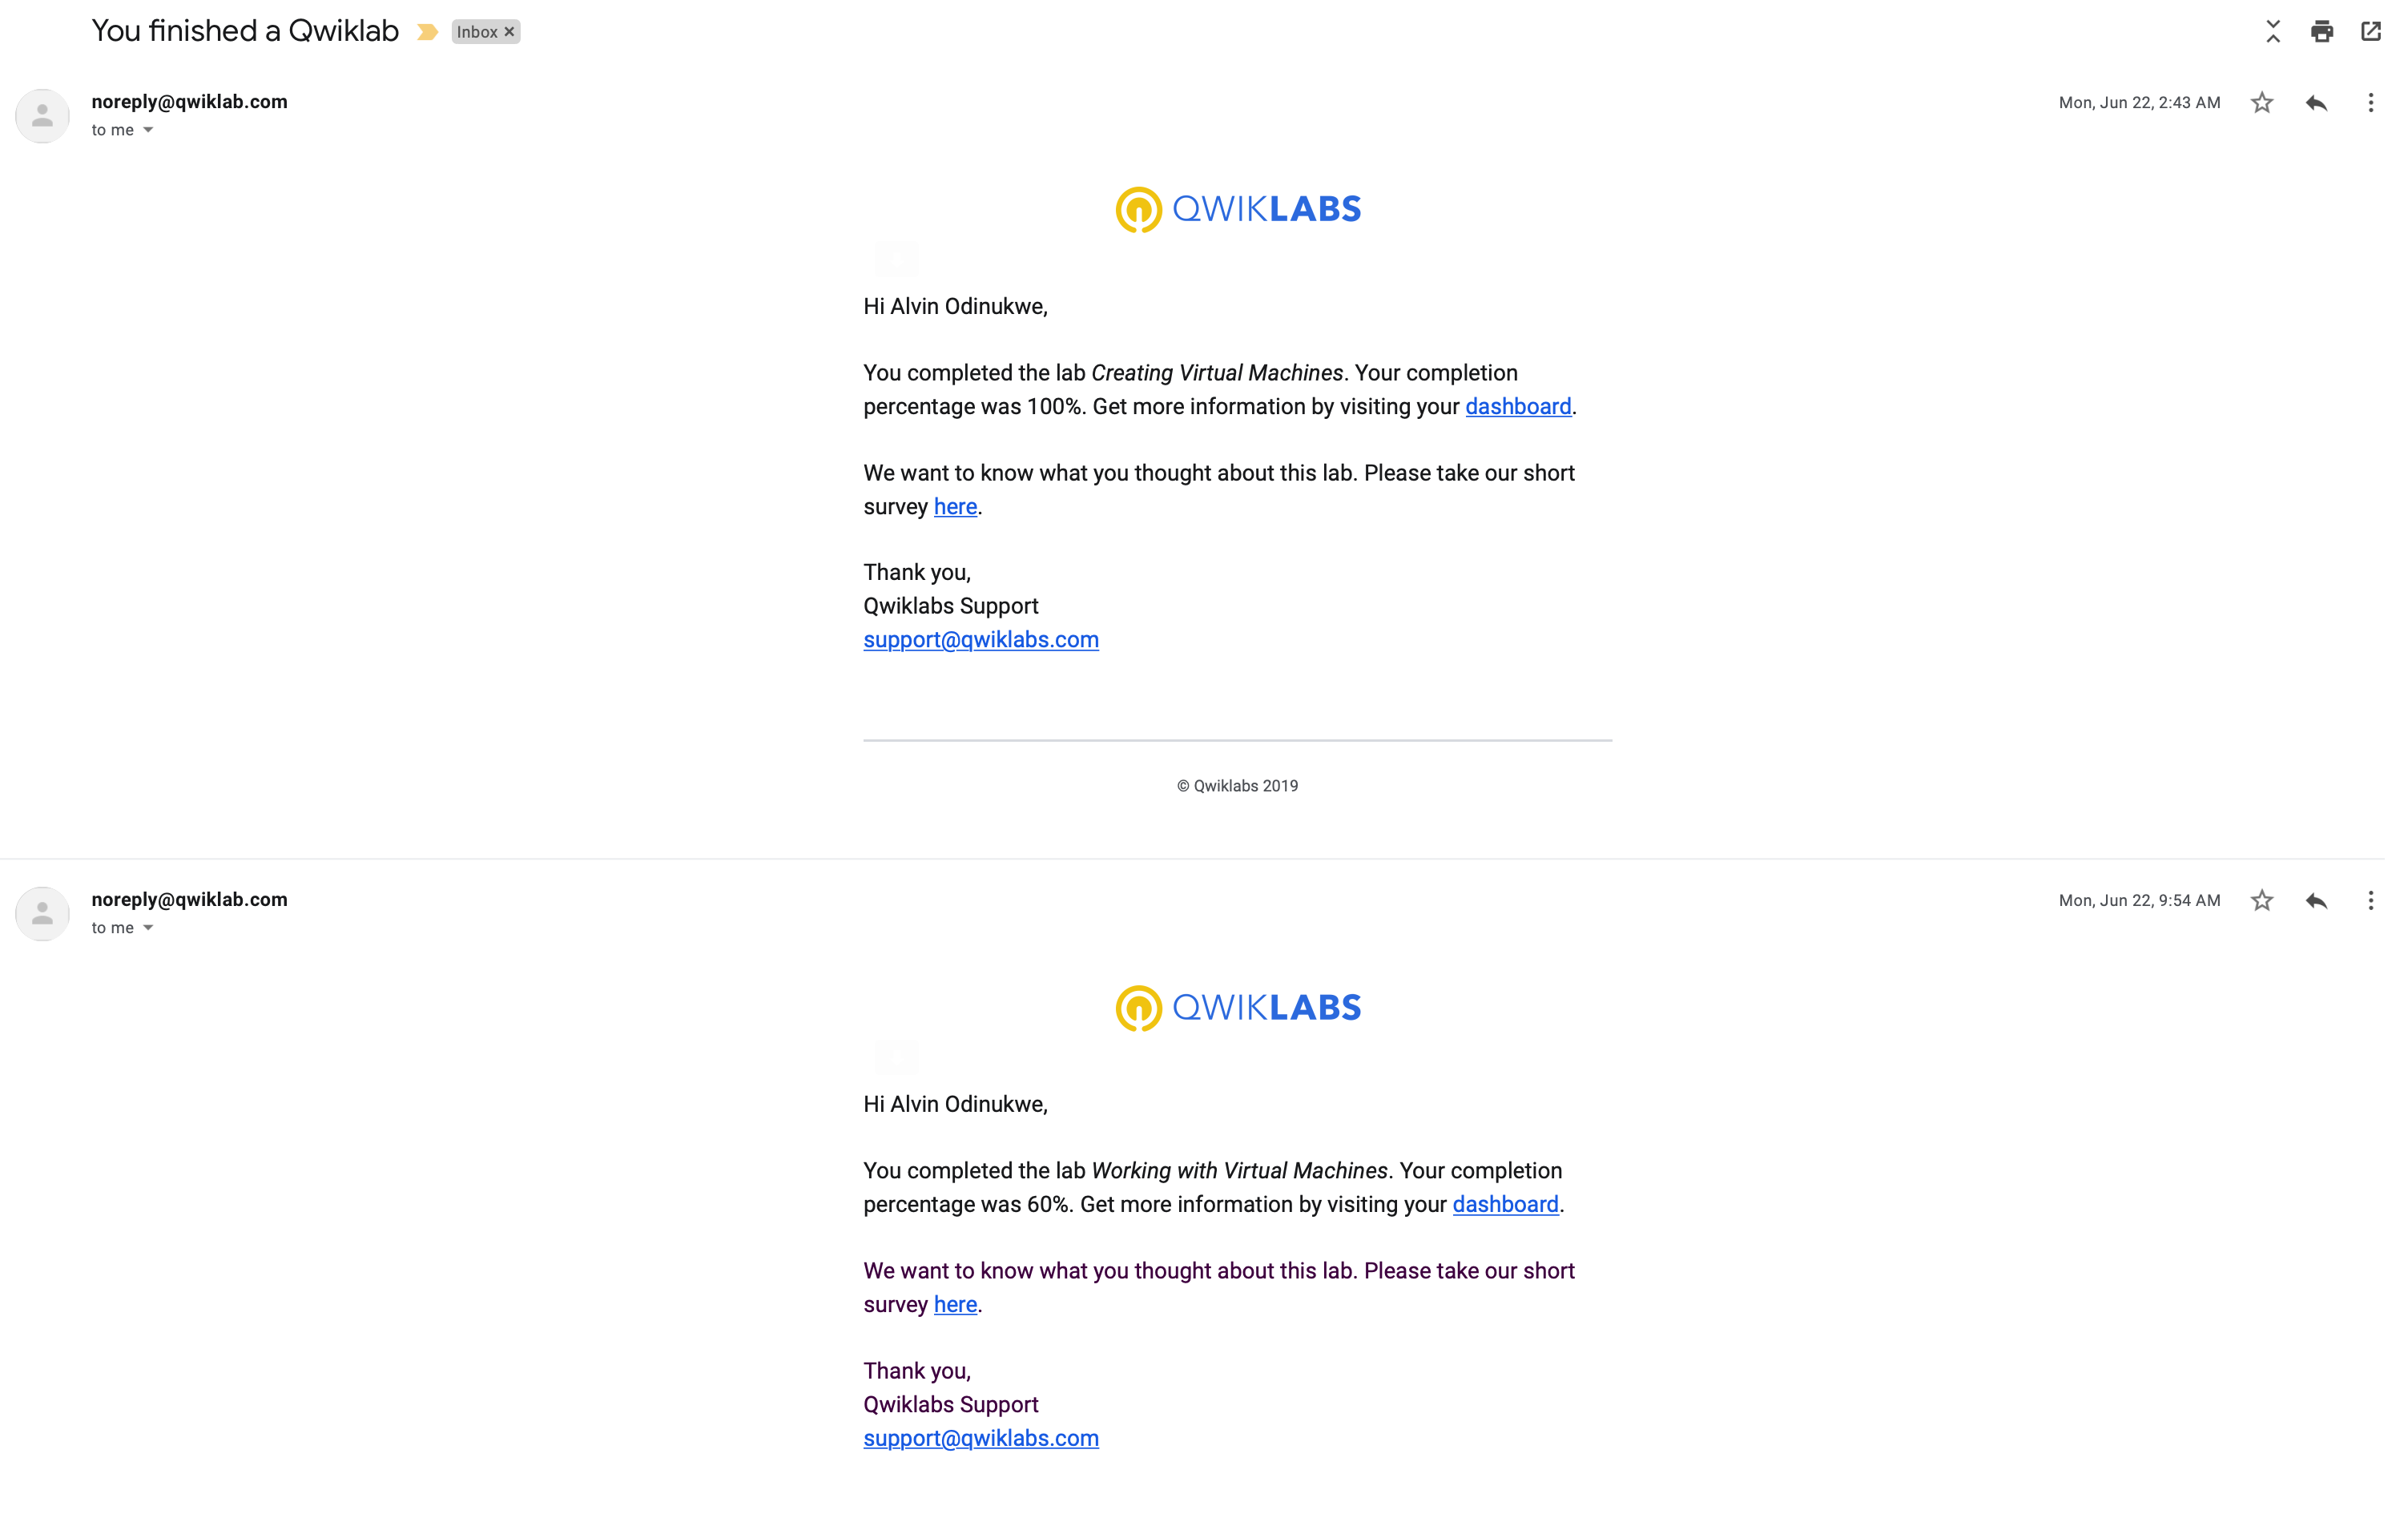 You finished a Qwiklab
Inbox ×
noreply@qwiklab.com
Mon, Jun 22, 2:43 AM
to me
QWIKLABS
Hi Alvin Odinukwe,
You completed the lab Creating Virtual Machines. Your completion
percentage was 100%. Get more information by visiting your dashboard.
We want to know what you thought about this lab. Please take our short
survey here.
Thank you,
Qwiklabs Support
support@qwiklabs.com
© Qwiklabs 2019
noreply@qwiklab.com
Mon, Jun 22, 9:54 AM
to me
QWIKLABS
Hi Alvin Odinukwe,
You completed the lab Working with Virtual Machines. Your completion
percentage was 60%. Get more information by visiting your dashboard.
We want to know what you thought about this lab. Please take our short
survey here.
Thank you,
Qwiklabs Support
support@qwiklabs.com